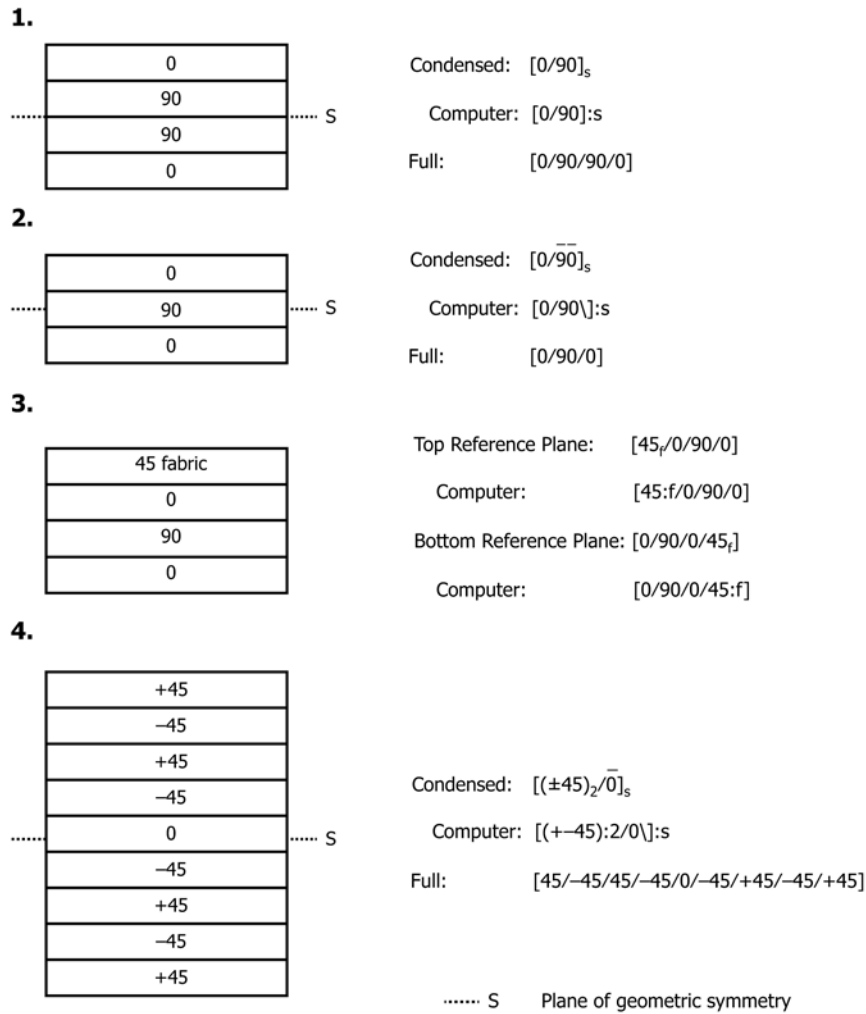 1.
0
90
90
0
S
Condensed: [0/90]ₛ
Computer: [0/90]:s
Full: [0/90/90/0]
2.
0
90
0
S
Condensed: [0/9̅0̅]ₛ
Computer: [0/90\]:s
Full: [0/90/0]
3.
45 fabric
0
90
0
Top Reference Plane: [45f/0/90/0]
Computer: [45:f/0/90/0]
Bottom Reference Plane: [0/90/0/45f]
Computer: [0/90/0/45:f]
4.
+45
−45
+45
−45
0
−45
+45
−45
+45
S
Condensed: [(±45)₂/0̅]ₛ
Computer: [(+−45):2/0\]:s
Full: [45/−45/45/−45/0/−45/+45/−45/+45]
S Plane of geometric symmetry